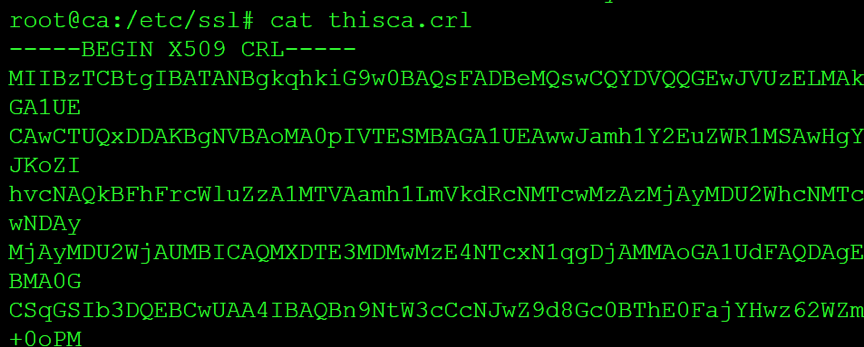 root@ca:/etc/ssl# cat thisca.crl
-----BEGIN X509 CRL-----
MIIBzTCBtgIBATANBgkqhkiG9w0BAQsFADBeMQswCQYDVQQGEwJVUzELMAk
GA1UE
CAwCTUQxDDAKBgNVBAoMA0pIVTESMBAGA1UEAwwJamh1Y2EuZWR1MSAwHgY
JKoZI
hvcNAQkBFhFrcWluZzA1MTVAamh1LmVkdRcNMTcwMzAzMjAyMDU2WhcNMTc
wNDAy
MjAyMDU2WjAUMBICAQMXDTE3MDMwMzE4NTcxN1qgDjAMMAoGA1UdFAQDAgE
BMA0G
CSqGSIb3DQEBCwUAA4IBAQBn9NtW3cCcNJwZ9d8Gc0BThE0FajYHwz62WZm
+0oPM